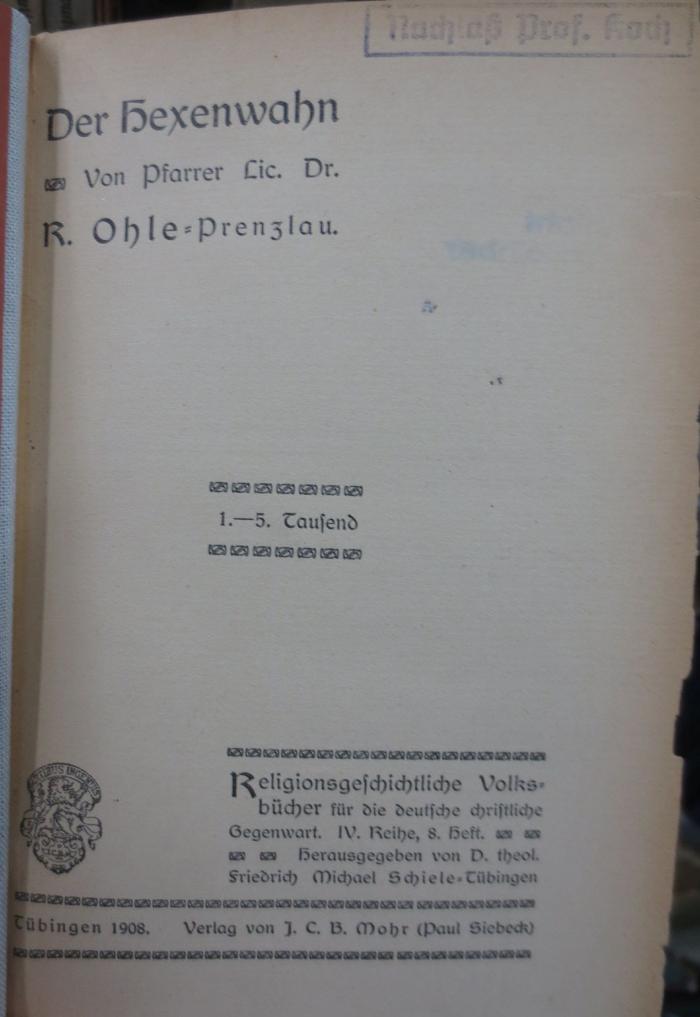 Nachlaß Prof. Koch
Der Hexenwahn
Von Pfarrer Lic. Dr.
R. Ohle-Prenzlau.
1.—5. Tauſend
Religionsgeſchichtliche Volks-
bücher für die deutſche chriſtliche
Gegenwart. IV. Reihe, 8. Heft.
Herausgegeben von D. theol.
Friedrich Michael Schiele-Tübingen
Tübingen 1908. Verlag von J. C. B. Mohr (Paul Siebeck)